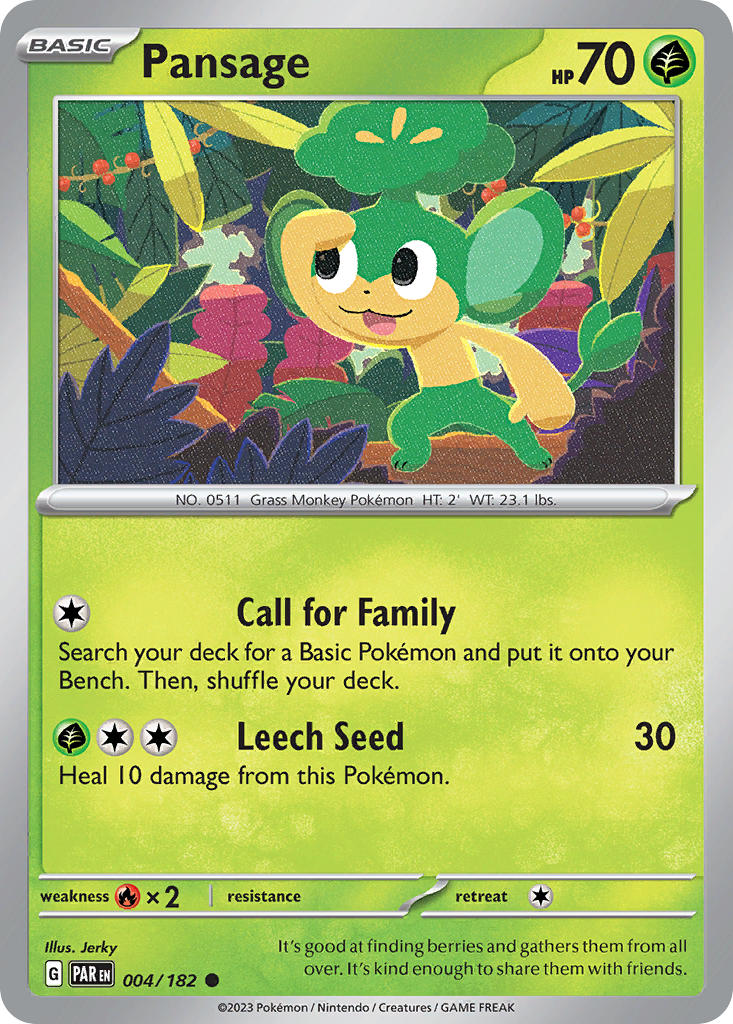 BASIC
Pansage
HP 70
NO. 0511 Grass Monkey Pokémon HT: 2' WT: 23.1 lbs.
Call for Family
Search your deck for a Basic Pokémon and put it onto your
Bench. Then, shuffle your deck.
Leech Seed 30
Heal 10 damage from this Pokémon.
weakness ×2 resistance retreat
Illus. Jerky
It's good at finding berries and gathers them from all
over. It's kind enough to share them with friends.
G PAR EN 004/182
©2023 Pokémon / Nintendo / Creatures / GAME FREAK